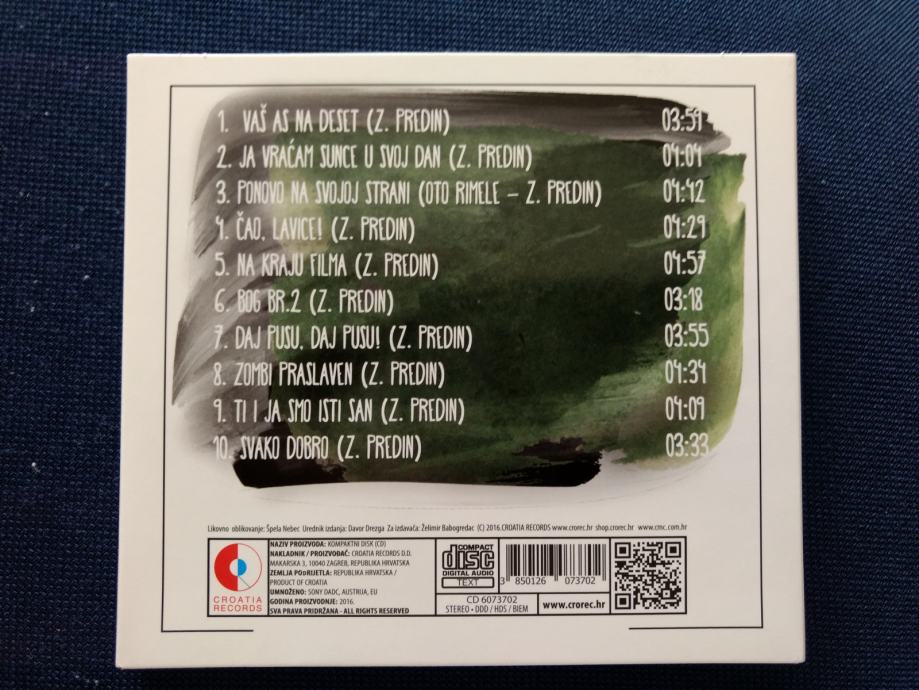 1. VAŠ AS NA DESET (Z. PREDIN) 03:59
2. JA VRAĆAM SUNCE U SVOJ DAN (Z. PREDIN) 04:04
3. PONOVO NA SVOJOJ STRANI (OTO RIMELE – Z. PREDIN) 04:42
4. ČAO, LAVICE! (Z. PREDIN) 04:29
5. NA KRAJU FILMA (Z. PREDIN) 04:57
6. BOG BR.2 (Z. PREDIN) 03:18
7. DAJ PUSU, DAJ PUSU! (Z. PREDIN) 03:55
8. ZOMBI PRASLAVEN (Z. PREDIN) 04:34
9. TI I JA SMO ISTI SAN (Z. PREDIN) 04:09
10. SVAKO DOBRO (Z. PREDIN) 03:33
Likovno oblikovanje: Špela Nebec Urednik izdanja: Davor Drezga Za izdavača: Želimir Babogredac (C) 2016.CROATIA RECORDS www.crorec.hr shop.crorec.hr www.cmc.com.hr
CROATIA
RECORDS
NAZIV PROIZVODA: KOMPAKTNI DISK (CD)
NAKLADNIK / PROIZVOĐAČ: CROATIA RECORDS D.D.
MAKARSKA 3, 10040 ZAGREB, REPUBLIKA HRVATSKA
ZEMLJA PODRIJETLA: REPUBLIKA HRVATSKA /
PRODUCT OF CROATIA
UMNOŽENO: SONY DADC, AUSTRIJA, EU
GODINA PROIZVODNJE: 2016.
SVA PRAVA PRIDRŽANA - ALL RIGHTS RESERVED
COMPACT
disc
DIGITAL AUDIO
TEXT
3 850126 073702
CD 6073702
STEREO • DDD / HDS / BIEM
www.crorec.hr